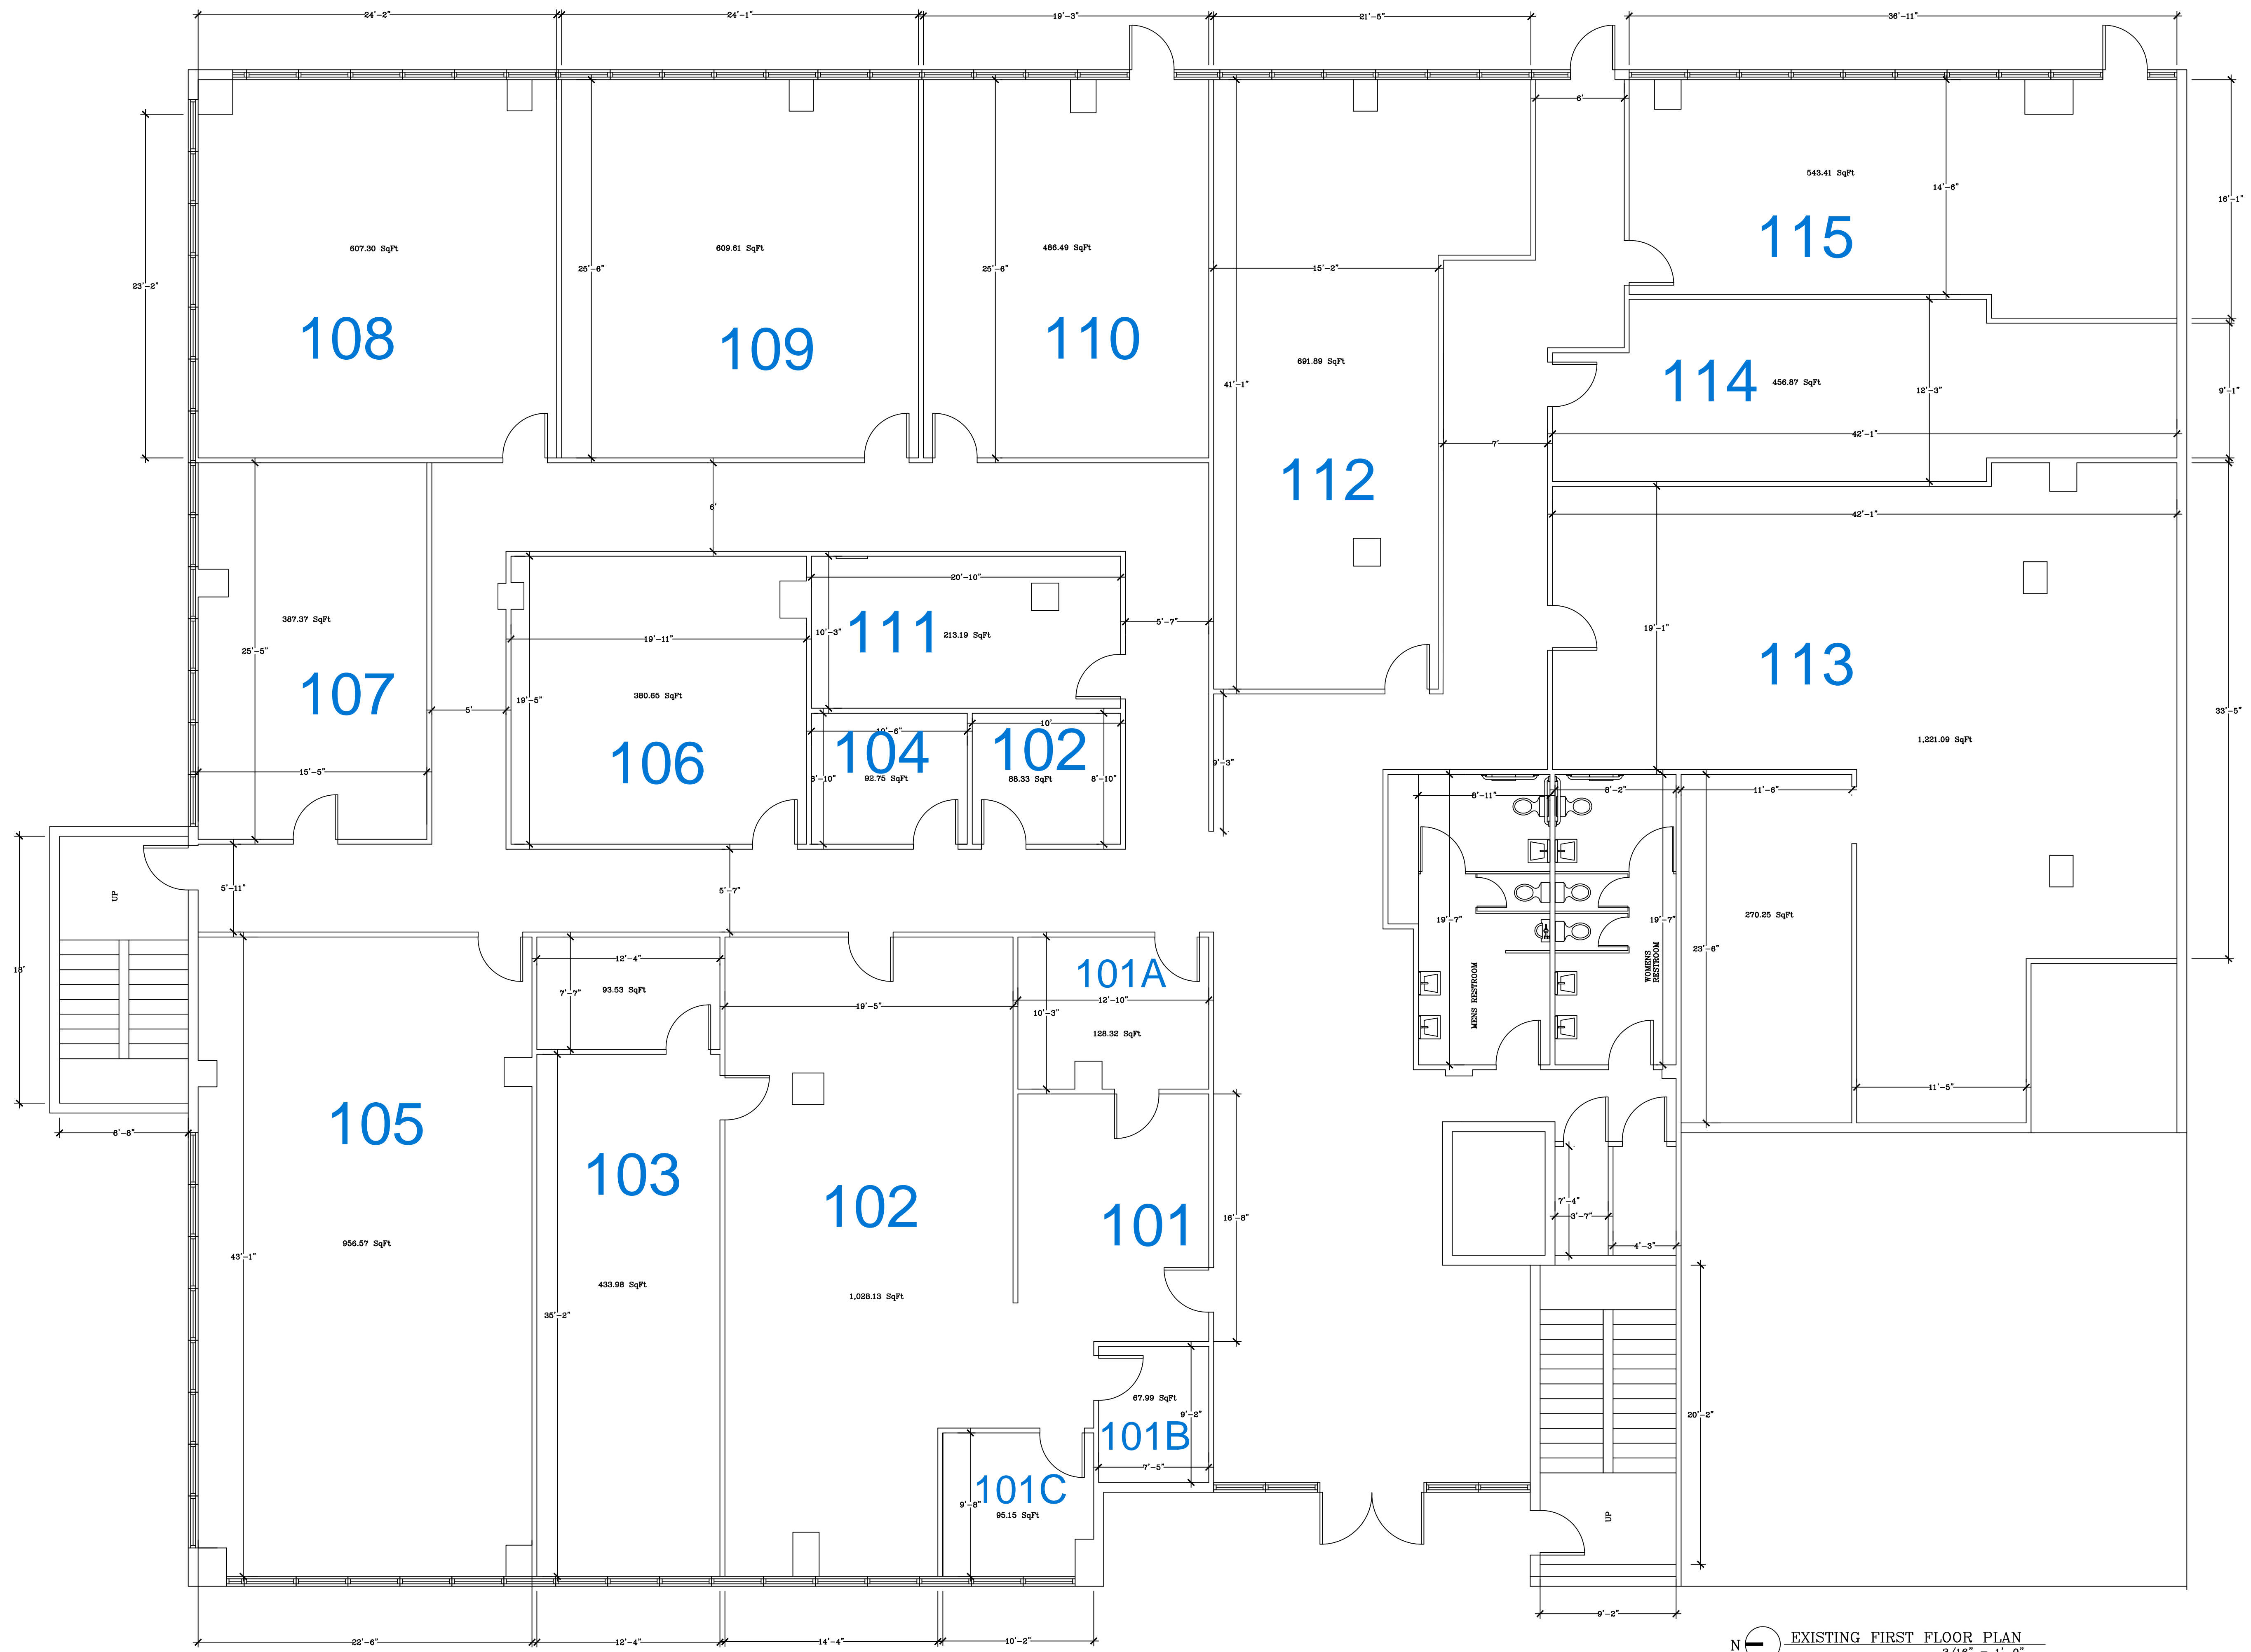 24'-2"
24'-1"
19'-3"
21'-5"
36'-11"
6'
543.41 SqFt
14'-6"
16'-1"
115
607.30 SqFt
609.61 SqFt
486.49 SqFt
25'-6"
25'-6"
15'-2"
23'-2"
108
109
110
691.89 SqFt
41'-1"
114
456.87 SqFt
12'-3"
9'-1"
42'-1"
7'
112
6'
42'-1"
20'-10"
387.37 SqFt
25'-5"
19'-11"
10'-3"
111
213.19 SqFt
5'-7"
19'-1"
113
107
380.65 SqFt
19'-5"
5'
10'
33'-5"
1,221.09 SqFt
106
104
102
9'-3"
15'-5"
8'-10"
92.75 SqFt
88.33 SqFt
8'-10"
8'-11"
8'-2"
11'-6"
UP
5'-11"
5'-7"
19'-7"
19'-7"
270.25 SqFt
23'-6"
18'
12'-4"
7'-7"
93.53 SqFt
101A
12'-10"
19'-5"
10'-3"
128.32 SqFt
MENS RESTROOM
WOMENS
RESTROOM
11'-5"
105
6'-8"
103
102
101
16'-8"
7'-4"
3'-7"
4'-3"
956.57 SqFt
43'-1"
433.98 SqFt
1,028.13 SqFt
35'-2"
67.99 SqFt
9'-2"
101B
7'-5"
20'-2"
101C
9'-8"
95.15 SqFt
UP
9'-2"
22'-6"
12'-4"
14'-4"
10'-2"
N
EXISTING FIRST FLOOR PLAN
3/16" = 1'-0"